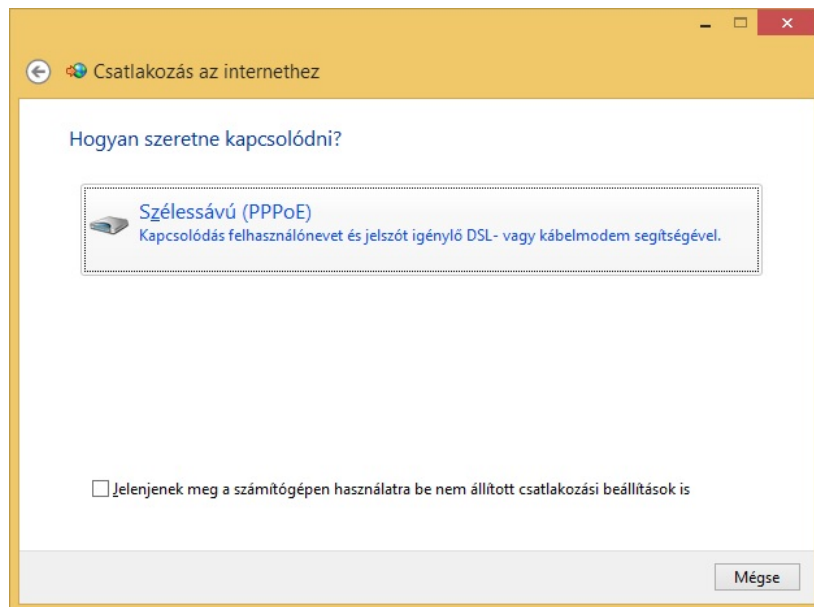 Csatlakozás az internethez
Hogyan szeretne kapcsolódni?
Szélessávú (PPPoE)
Kapcsolódás felhasználónevet és jelszót igénylő DSL- vagy kábelmodem segítségével.
Jelenjenek meg a számítógépen használatra be nem állított csatlakozási beállítások is
Mégse